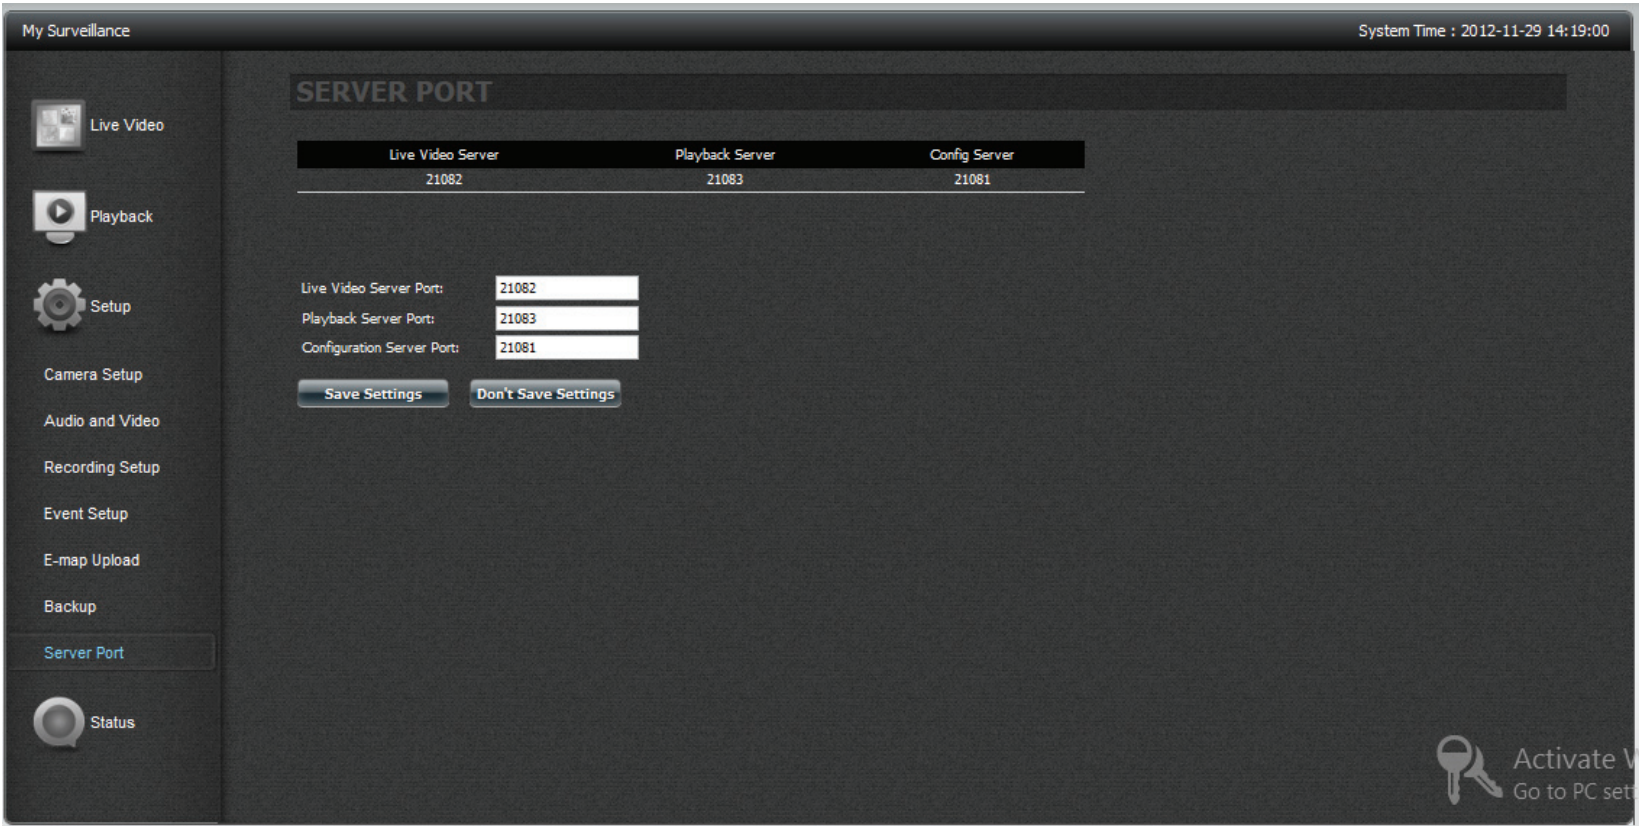 My Surveillance
System Time : 2012-11-29 14:19:00
SERVER PORT
Live Video
Live Video Server Playback Server Config Server
21082 21083 21081
Playback
Setup
Live Video Server Port: 21082
Playback Server Port: 21083
Configuration Server Port: 21081
Save Settings Don't Save Settings
Camera Setup
Audio and Video
Recording Setup
Event Setup
E-map Upload
Backup
Server Port
Status
Activate
Go to PC